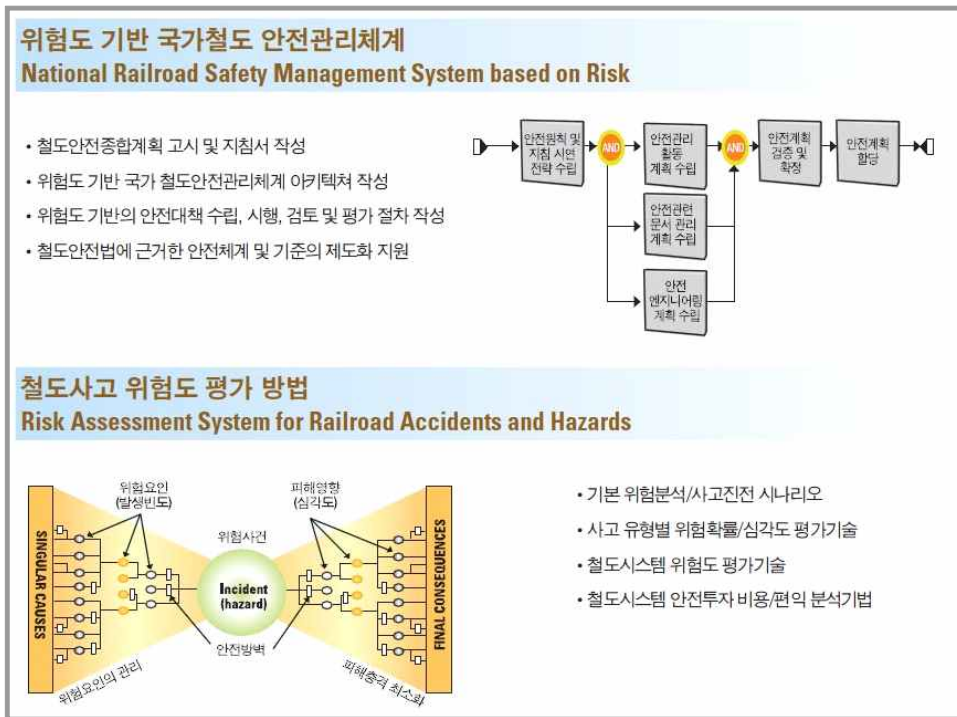 위험도 기반 국가철도 안전관리체계
National Railroad Safety Management System based on Risk
• 철도안전종합계획 고시 및 지침서 작성
• 위험도 기반 국가 철도안전관리체계 아키텍쳐 작성
• 위험도 기반의 안전대책 수립, 시행, 검토 및 평가 절차 작성
• 철도안전법에 근거한 안전체계 및 기준의 제도화 지원
안전원칙 및
지침 시연
전략 수립
AND
안전관리
활동
계획 수립
AND
안전계획
검증 및
확정
안전계획
할당
안전관련
문서 관리
계획 수립
안전
엔지니어링
계획 수립
철도사고 위험도 평가 방법
Risk Assessment System for Railroad Accidents and Hazards
SINGULAR CAUSES
위험요인
(발생빈도)
위험사건
Incident
(hazard)
안전방벽
피해영향
(심각도)
FINAL CONSEQUENCES
위험요인의 관리
피해충격 최소화
• 기본 위험분석/사고진전 시나리오
• 사고 유형별 위험확률/심각도 평가기술
• 철도시스템 위험도 평가기술
• 철도시스템 안전투자 비용/편익 분석기법